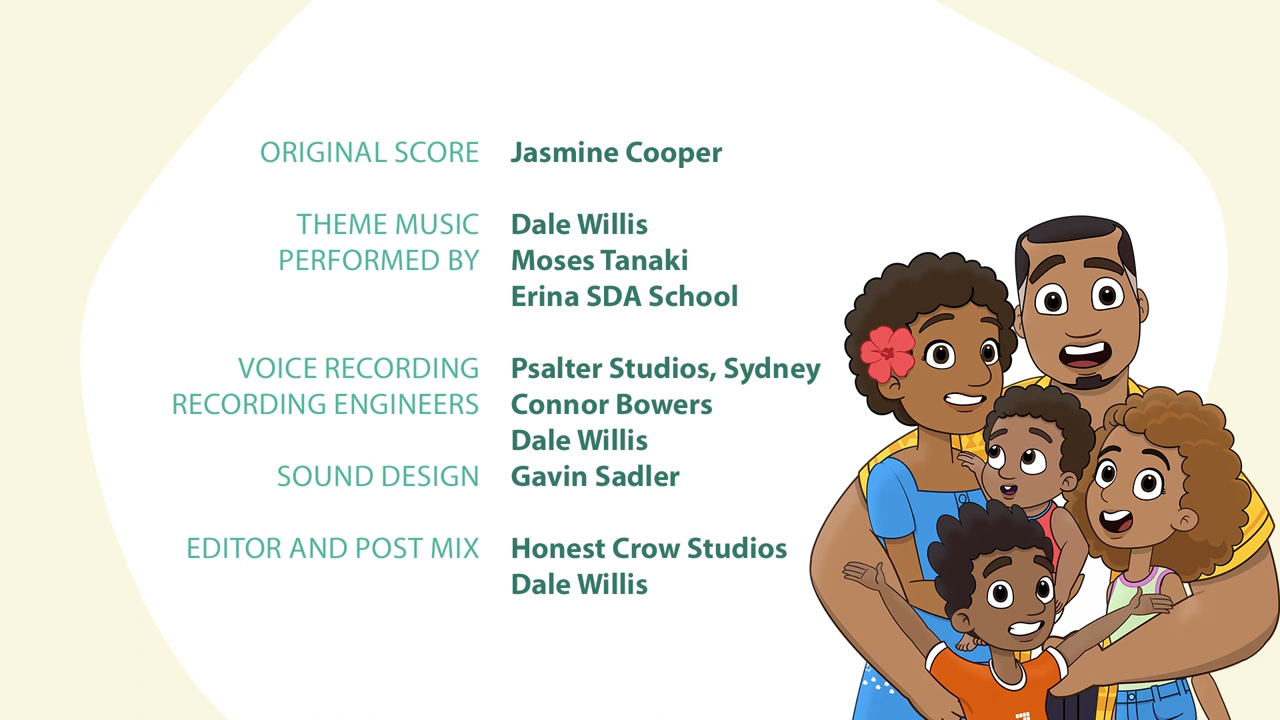 ORIGINAL SCORE Jasmine Cooper
THEME MUSIC Dale Willis
PERFORMED BY Moses Tanaki
Erina SDA School
VOICE RECORDING Psalter Studios, Sydney
RECORDING ENGINEERS Connor Bowers
Dale Willis
SOUND DESIGN Gavin Sadler
EDITOR AND POST MIX Honest Crow Studios
Dale Willis